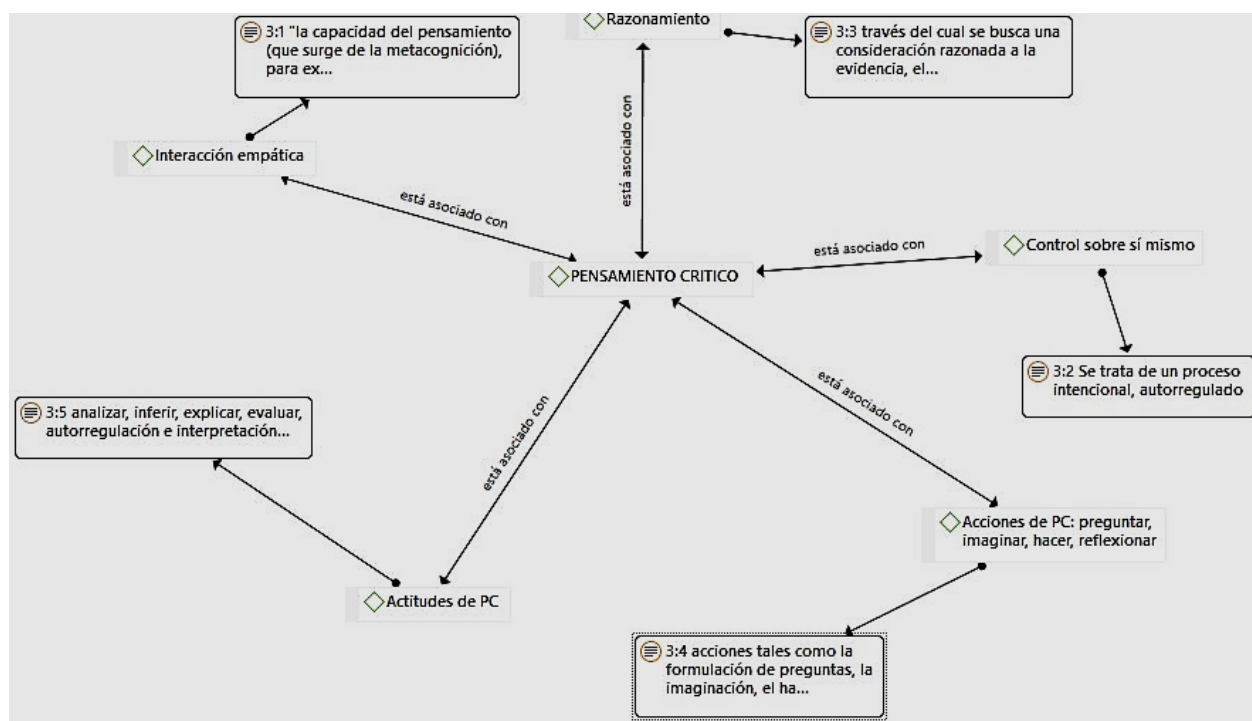 Razonamiento
3:1 "la capacidad del pensamiento
(que surge de la metacognición),
para ex...
3:3 través del cual se busca una
consideración razonada a la
evidencia, el...
está asociado con
Interacción empática
está asociado con
está asociado con
Control sobre sí mismo
PENSAMIENTO CRITICO
3:2 Se trata de un proceso
intencional, autorregulado
está asociado con
3:5 analizar, inferir, explicar, evaluar,
autorregulación e interpretación...
está asociado con
Acciones de PC: preguntar,
imaginar, hacer, reflexionar
Actitudes de PC
3:4 acciones tales como la
formulación de preguntas, la
imaginación, el ha...